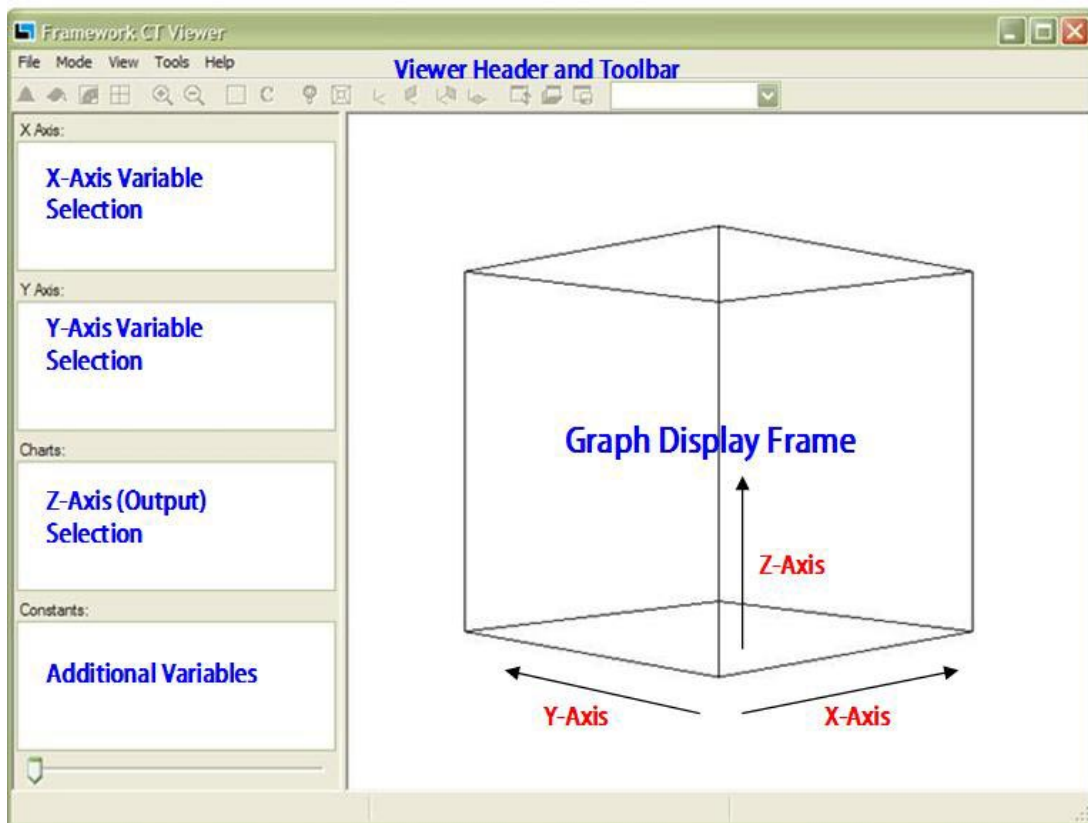 Framework CT Viewer
File Mode View Tools Help
Viewer Header and Toolbar
C
X Axis:
X-Axis Variable
Selection
Y Axis:
Y-Axis Variable
Selection
Charts:
Z-Axis (Output)
Selection
Constants:
Additional Variables
Graph Display Frame
Z-Axis
Y-Axis
X-Axis